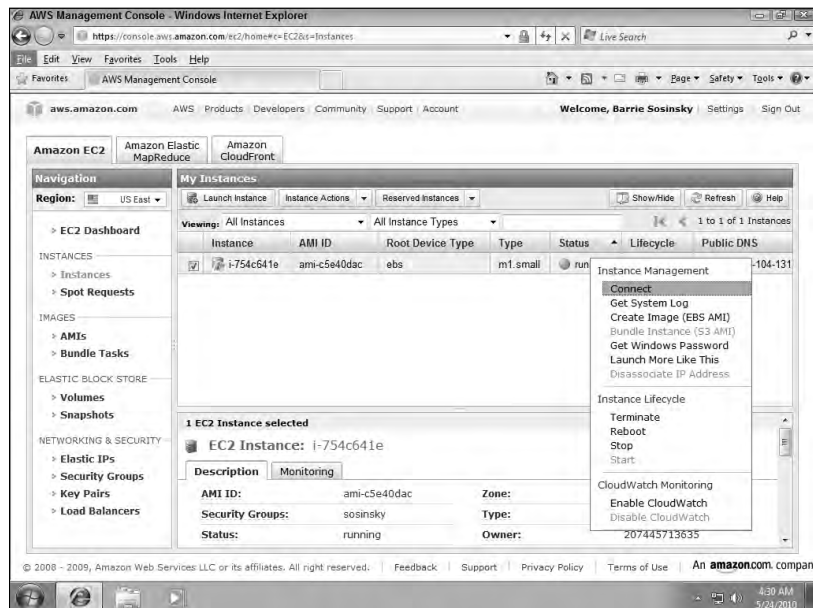 AWS Management Console - Windows Internet Explorer
https://console.aws.amazon.com/ec2/home#c=EC2&s=Instances
Live Search
File Edit View Favorites Tools Help
Favorites AWS Management Console
Page Safety Tools
aws.amazon.com AWS Products Developers Community Support Account Welcome, Barrie Sosinsky Settings Sign Out
Amazon EC2
Amazon Elastic MapReduce
Amazon CloudFront
Navigation
Region: US East
> EC2 Dashboard
INSTANCES
> Instances
> Spot Requests
IMAGES
> AMIs
> Bundle Tasks
ELASTIC BLOCK STORE
> Volumes
> Snapshots
NETWORKING & SECURITY
> Elastic IPs
> Security Groups
> Key Pairs
> Load Balancers
My Instances
Launch Instance Instance Actions Reserved Instances Show/Hide Refresh Help
Viewing: All Instances All Instance Types 1 to 1 of 1 Instances
Instance AMI ID Root Device Type Type Status Lifecycle Public DNS
i-754c641e ami-c5e40dac ebs m1.small run -104-131
Instance Management
Connect
Get System Log
Create Image (EBS AMI)
Bundle Instance (S3 AMI)
Get Windows Password
Launch More Like This
Disassociate IP Address
Instance Lifecycle
Terminate
Reboot
Stop
Start
CloudWatch Monitoring
Enable CloudWatch
Disable CloudWatch
1 EC2 Instance selected
EC2 Instance: i-754c641e
Description Monitoring
AMI ID: ami-c5e40dac Zone:
Security Groups: sosinsky Type:
Status: running Owner: 207445713635
© 2008 - 2009, Amazon Web Services LLC or its affiliates. All right reserved. Feedback Support Privacy Policy Terms of Use An amazon.com. compan
4:30 AM
5/24/2010